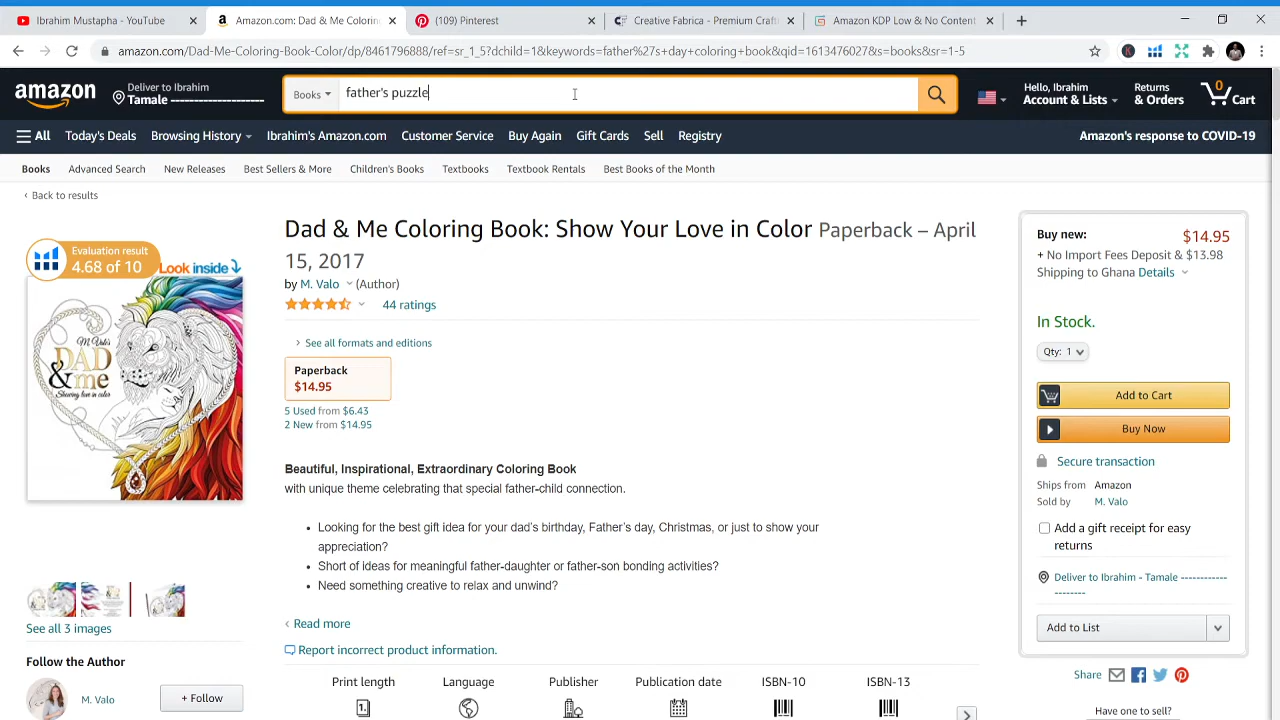 Ibrahim Mustapha - YouTube
Amazon.com: Dad & Me Colorin
(109) Pinterest
Creative Fabrica - Premium Craft
Amazon KDP Low & No Content
amazon.com/Dad-Me-Coloring-Book-Color/dp/8461796888/ref=sr_1_5?dchild=1&keywords=father%27s+day+coloring+book&qid=1613476027&s=books&sr=1-5
amazon
Deliver to Ibrahim
Tamale ------------------
Books
father's puzzle
Hello, Ibrahim
Account & Lists
Returns
& Orders
0
Cart
All
Today's Deals
Browsing History
Ibrahim's Amazon.com
Customer Service
Buy Again
Gift Cards
Sell
Registry
Amazon's response to COVID-19
Books
Advanced Search
New Releases
Best Sellers & More
Children's Books
Textbooks
Textbook Rentals
Best Books of the Month
‹ Back to results
Evaluation result
4.68 of 10
Look inside
M. Valo's
DAD
& me
Showing love in color
See all 3 images
Follow the Author
M. Valo
+ Follow
Dad & Me Coloring Book: Show Your Love in Color Paperback – April
15, 2017
by M. Valo (Author)
44 ratings
› See all formats and editions
Paperback
$14.95
5 Used from $6.43
2 New from $14.95
Beautiful, Inspirational, Extraordinary Coloring Book
with unique theme celebrating that special father-child connection.
• Looking for the best gift idea for your dad's birthday, Father's day, Christmas, or just to show your
appreciation?
• Short of ideas for meaningful father-daughter or father-son bonding activities?
• Need something creative to relax and unwind?
‹ Read more
Report incorrect product information.
Print length
Language
Publisher
Publication date
ISBN-10
ISBN-13
Buy new:
$14.95
+ No Import Fees Deposit & $13.98
Shipping to Ghana Details
In Stock.
Qty: 1
Add to Cart
Buy Now
Secure transaction
Ships from Amazon
Sold by M. Valo
Add a gift receipt for easy
returns
Deliver to Ibrahim - Tamale ------------
--------
Add to List
Share
Have one to sell?